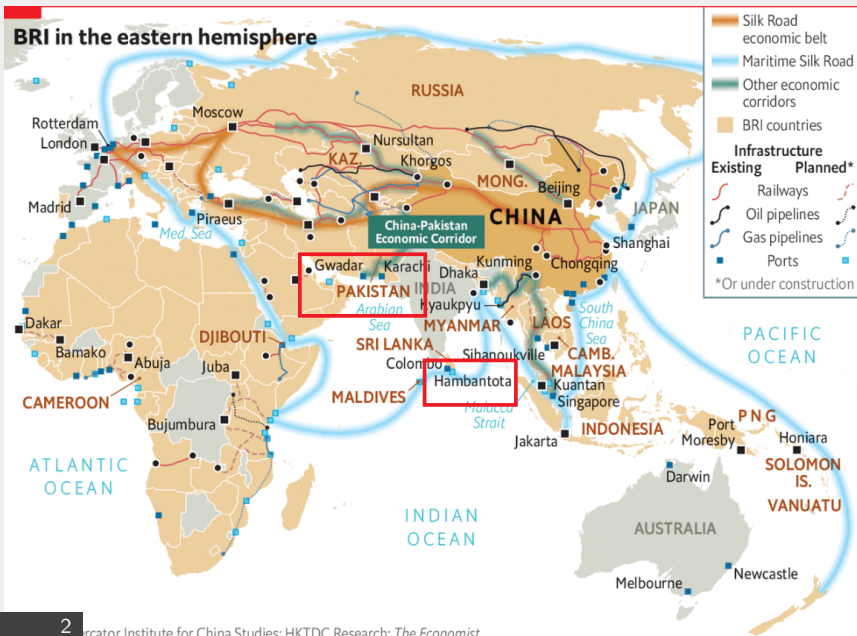 BRI in the eastern hemisphere
Silk Road
economic belt
Maritime Silk Road
Other economic
corridors
BRI countries
Infrastructure
Existing Planned*
Railways
Oil pipelines
Gas pipelines
Ports
*Or under construction
RUSSIA
Moscow
Rotterdam
London
Nursultan
KAZ.
Khorgos
MONG.
Beijing
Madrid
Piraeus
Med. Sea
CHINA
JAPAN
China-Pakistan
Economic Corridor
Shanghai
Gwadar
Karachi
Dhaka
Kunming
Chongqing
PAKISTAN
INDIA
Arabian
Sea
Kyaukpyu
MYANMAR
LAOS
South
China
Sea
Dakar
Bamako
Abuja
DJIBOUTI
Juba
SRI LANKA
Colombo
Sihanoukville
CAMB.
MALAYSIA
Hambantota
MALDIVES
Kuantan
Singapore
Malacca
Strait
CAMEROON
Bujumbura
Jakarta
INDONESIA
PNG
Port
Moresby
Honiara
SOLOMON
IS.
VANUATU
PACIFIC
OCEAN
ATLANTIC
OCEAN
INDIAN
OCEAN
Darwin
AUSTRALIA
Melbourne
Newcastle
2
ercator Institute for China Studies; HKTDC Research; The Economist